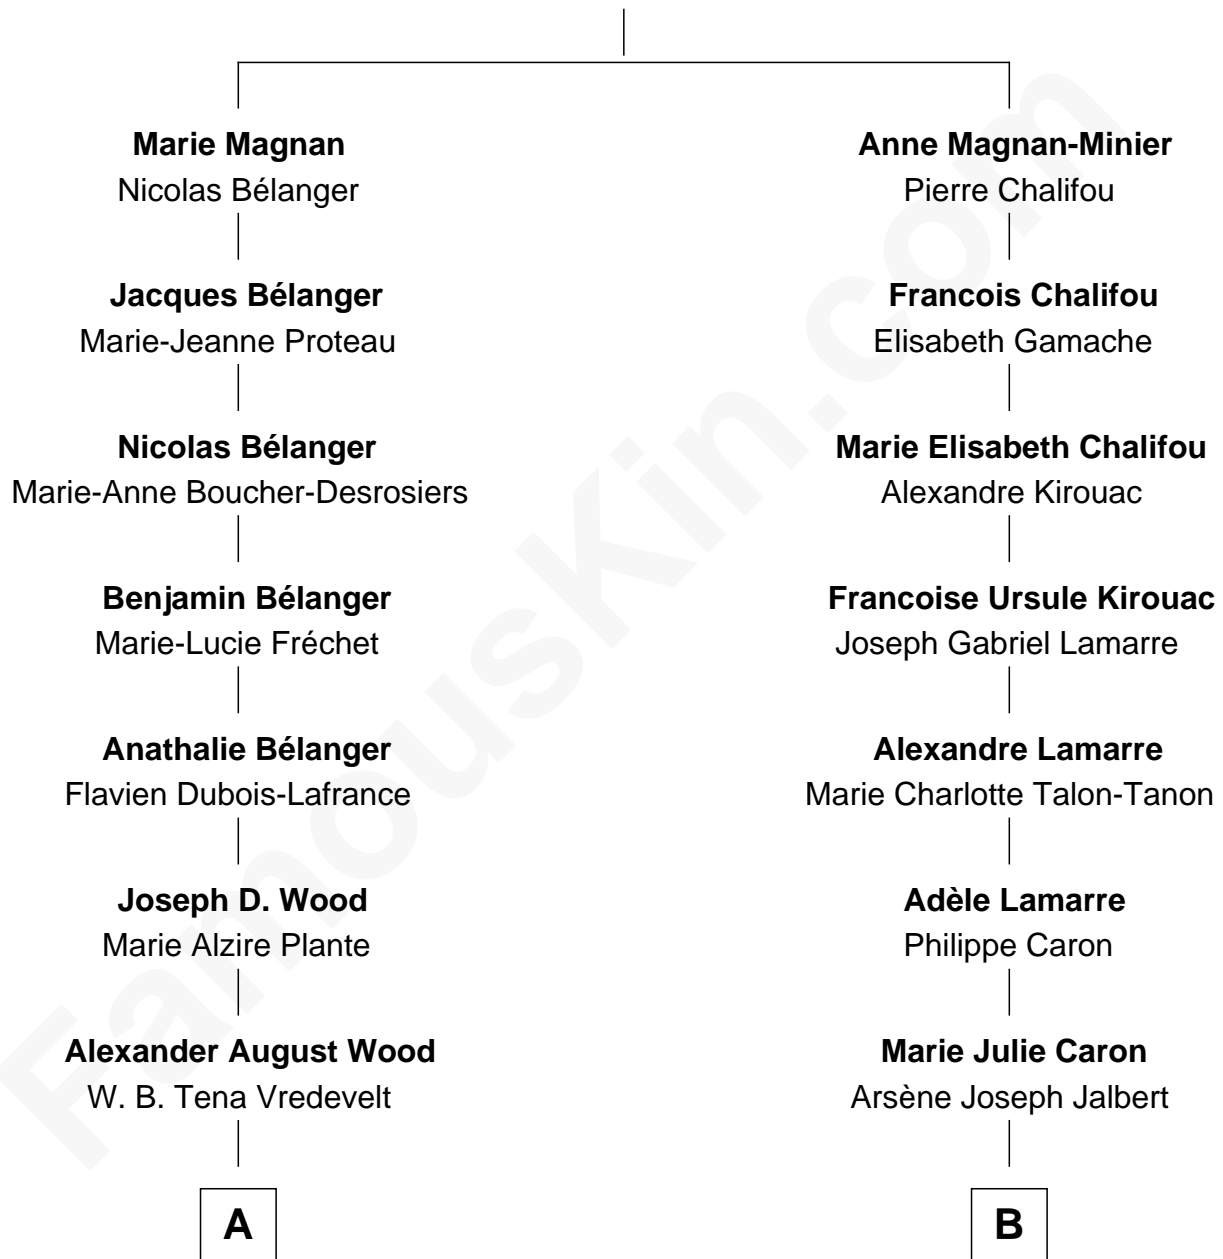 Marie Magnan
Nicolas Bélanger
Jacques Bélanger
Marie-Jeanne Proteau
Nicolas Bélanger
Marie-Anne Boucher-Desrosiers
Benjamin Bélanger
Marie-Lucie Fréchet
Anathalie Bélanger
Flavien Dubois-Lafrance
Joseph D. Wood
Marie Alzire Plante
Alexander August Wood
W. B. Tena Vredevelt
A
Anne Magnan-Minier
Pierre Chalifou
Francois Chalifou
Elisabeth Gamache
Marie Elisabeth Chalifou
Alexandre Kirouac
Francoise Ursule Kirouac
Joseph Gabriel Lamarre
Alexandre Lamarre
Marie Charlotte Talon-Tanon
Adèle Lamarre
Philippe Caron
Marie Julie Caron
Arsène Joseph Jalbert
B
FamousKin.com